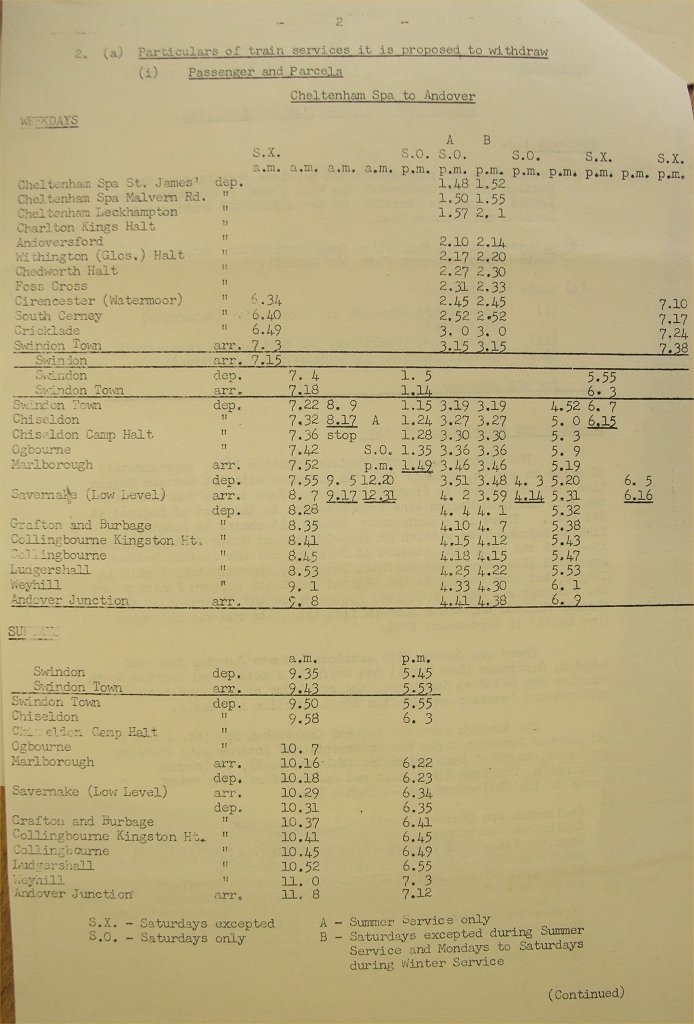 - 2 -
2. (a) Particulars of train services it is proposed to withdraw
(i) Passenger and Parcels
Cheltenham Spa to Andover
WEEKDAYS
A B
S.X. S.O. S.O. S.O. S.X. S.X.
a.m. a.m. a.m. a.m. p.m. p.m. p.m. p.m. p.m. p.m. p.m. p.m.
Cheltenham Spa St. James' dep. 1.48 1.52
Cheltenham Spa Malvern Rd. " 1.50 1.55
Cheltenham Leckhampton " 1.57 2. 1
Charlton Kings Halt "
Andoversford " 2.10 2.14
Withington (Glos.) Halt " 2.17 2.20
Chedworth Halt " 2.27 2.30
Foss Cross " 2.31 2.33
Cirencester (Watermoor) " 6.34 2.45 2.45 7.10
South Cerney " 6.40 2.52 2.52 7.17
Cricklade " 6.49 3. 0 3. 0 7.24
Swindon Town arr. 7. 3 3.15 3.15 7.38
Swindon arr. 7.15
Swindon dep. 7. 4 1. 5 5.55
Swindon Town arr. 7.18 1.14 6. 3
Swindon Town dep. 7.22 8. 9 1.15 3.19 3.19 4.52 6. 7
Chiseldon " 7.32 8.17 A 1.24 3.27 3.27 5. 0 6.15
Chiseldon Camp Halt " 7.36 stop 1.28 3.30 3.30 5. 3
Ogbourne " 7.42 S.O. 1.35 3.36 3.36 5. 9
Marlborough arr. 7.52 p.m. 1.49 3.46 3.46 5.19
dep. 7.55 9. 5 12.20 3.51 3.48 4. 3 5.20 6. 5
Savernake (Low Level) arr. 8. 7 9.17 12.31 4. 2 3.59 4.14 5.31 6.16
dep. 8.28 4. 4 4. 1 5.32
Grafton and Burbage " 8.35 4.10 4. 7 5.38
Collingbourne Kingston Ht. " 8.41 4.15 4.12 5.43
Collingbourne " 8.45 4.18 4.15 5.47
Ludgershall " 8.53 4.25 4.22 5.53
Weyhill " 9. 1 4.33 4.30 6. 1
Andover Junction arr. 9. 8 4.41 4.38 6. 9
SUNDAYS
a.m. p.m.
Swindon dep. 9.35 5.45
Swindon Town arr. 9.43 5.53
Swindon Town dep. 9.50 5.55
Chiseldon " 9.58 6. 3
Chiseldon Camp Halt "
Ogbourne " 10. 7
Marlborough arr. 10.16 6.22
dep. 10.18 6.23
Savernake (Low Level) arr. 10.29 6.34
dep. 10.31 6.35
Grafton and Burbage " 10.37 6.41
Collingbourne Kingston Ht. " 10.41 6.45
Collingbourne " 10.45 6.49
Ludgershall " 10.52 6.55
Weyhill " 11. 0 7. 3
Andover Junction arr. 11. 8 7.12
S.X. - Saturdays excepted A - Summer Service only
S.O. - Saturdays only B - Saturdays excepted during Summer
Service and Mondays to Saturdays
during Winter Service
(Continued)